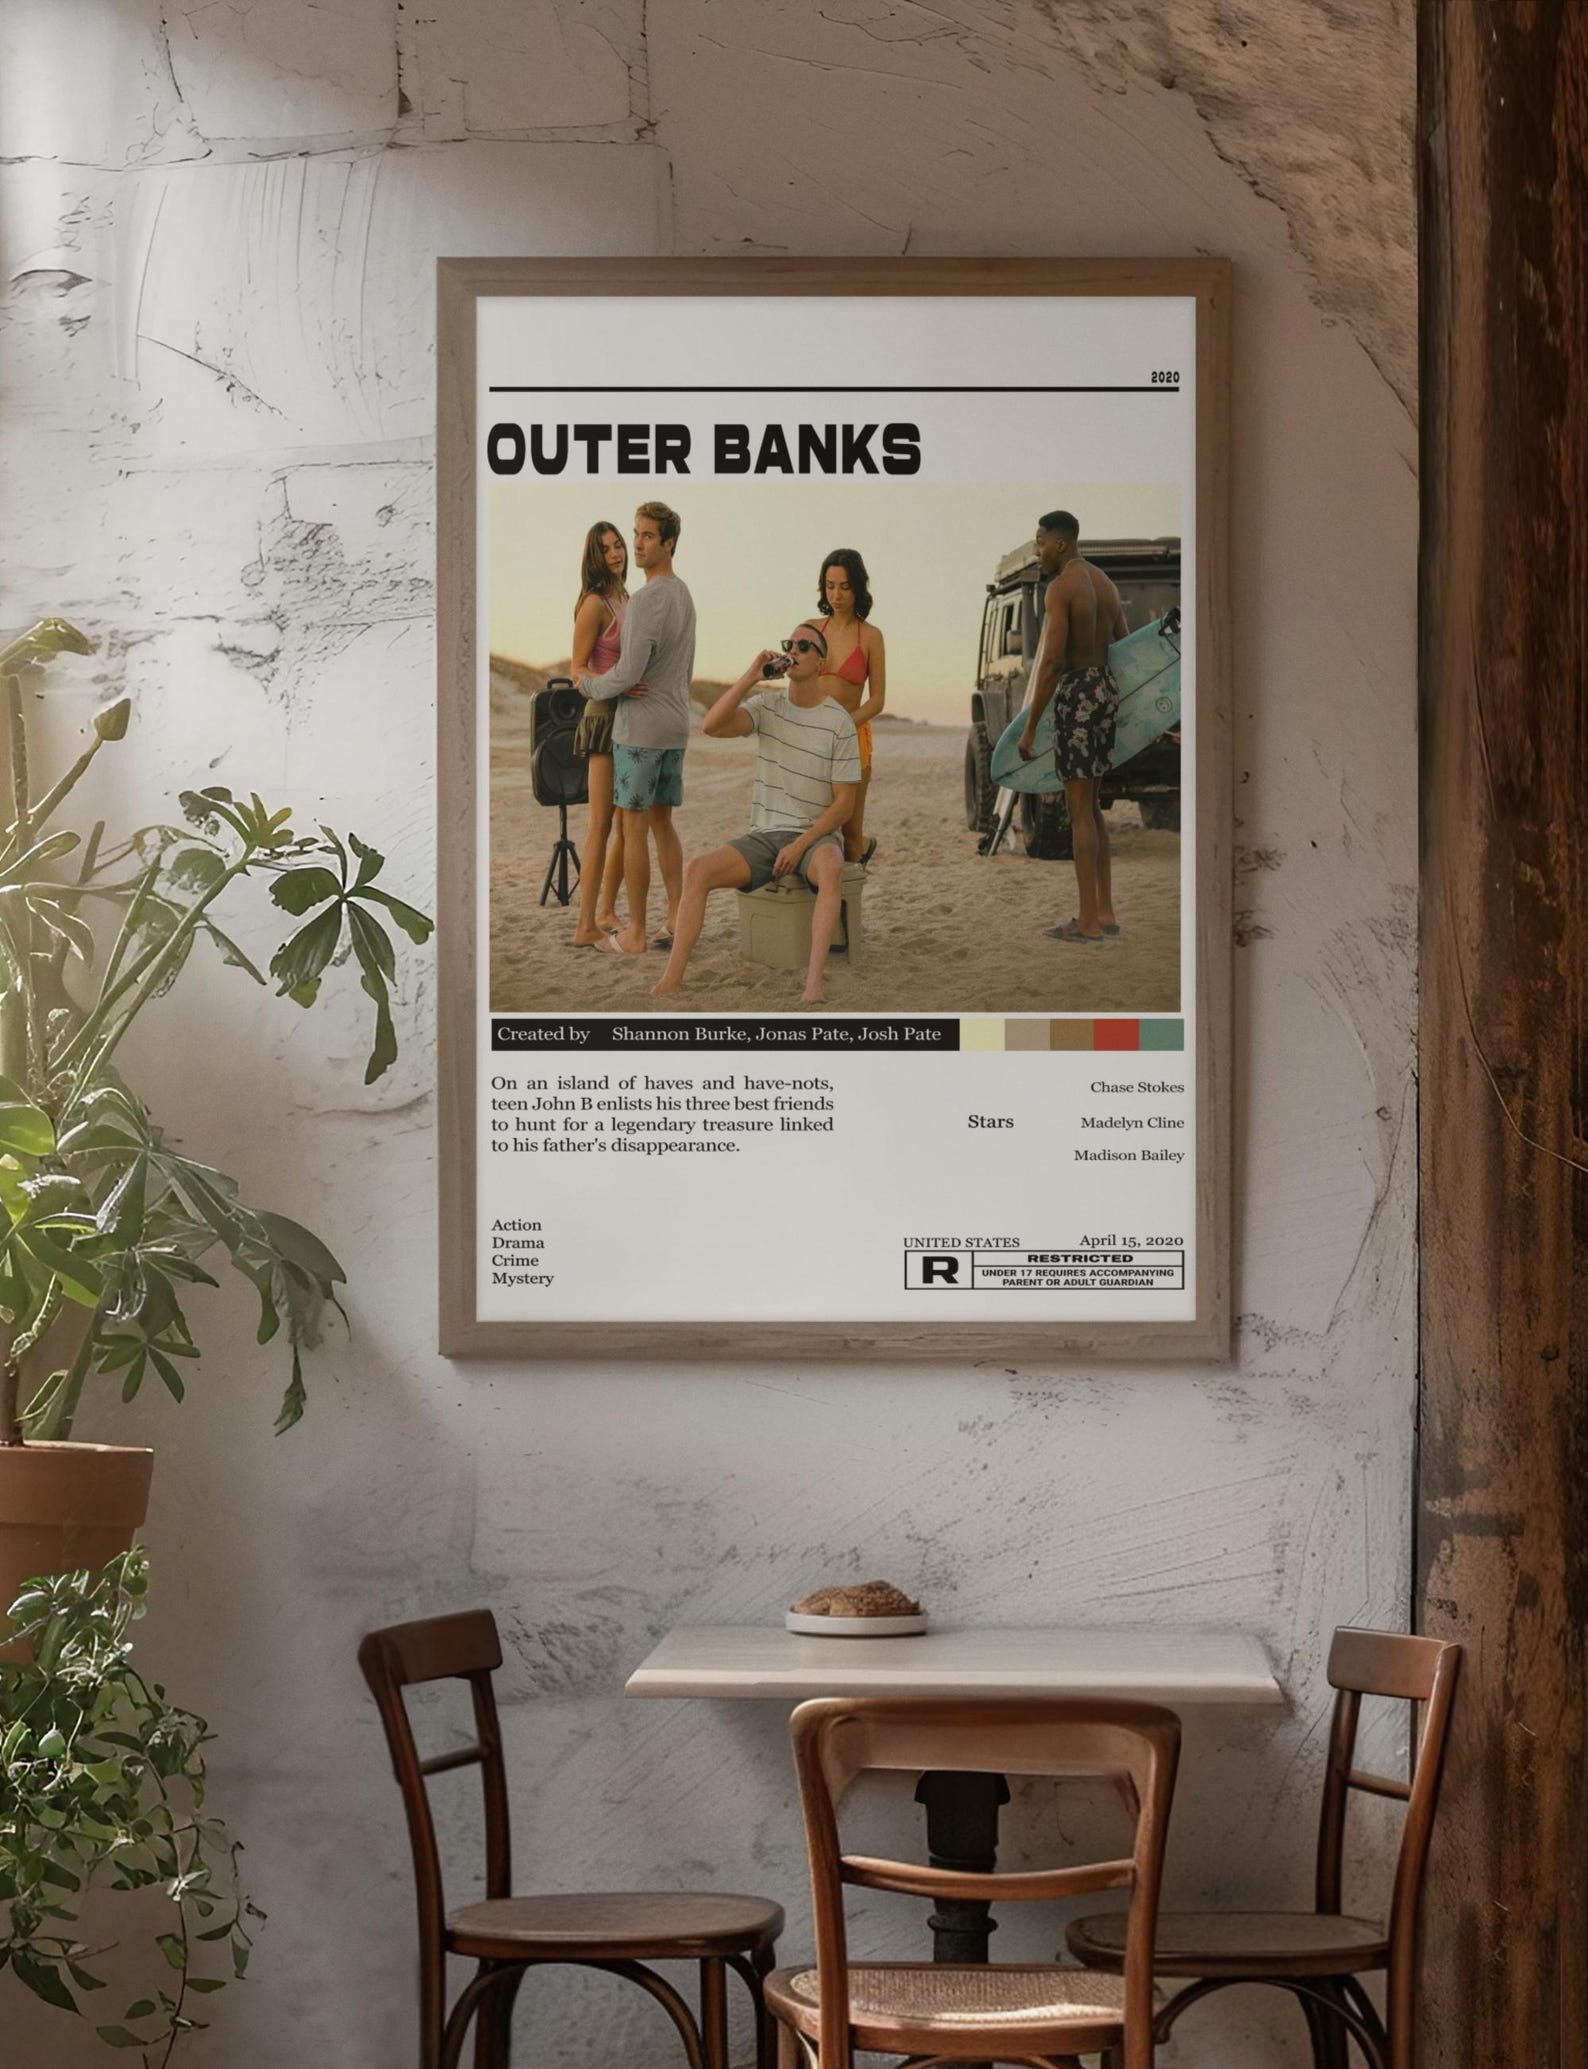 2020
OUTER BANKS
Created by Shannon Burke, Jonas Pate, Josh Pate
On an island of haves and have-nots,
teen John B enlists his three best friends
to hunt for a legendary treasure linked
to his father's disappearance.
Stars
Chase Stokes
Madelyn Cline
Madison Bailey
Action
Drama
Crime
Mystery
UNITED STATES
April 15, 2020
R
RESTRICTED
UNDER 17 REQUIRES ACCOMPANYING
PARENT OR ADULT GUARDIAN